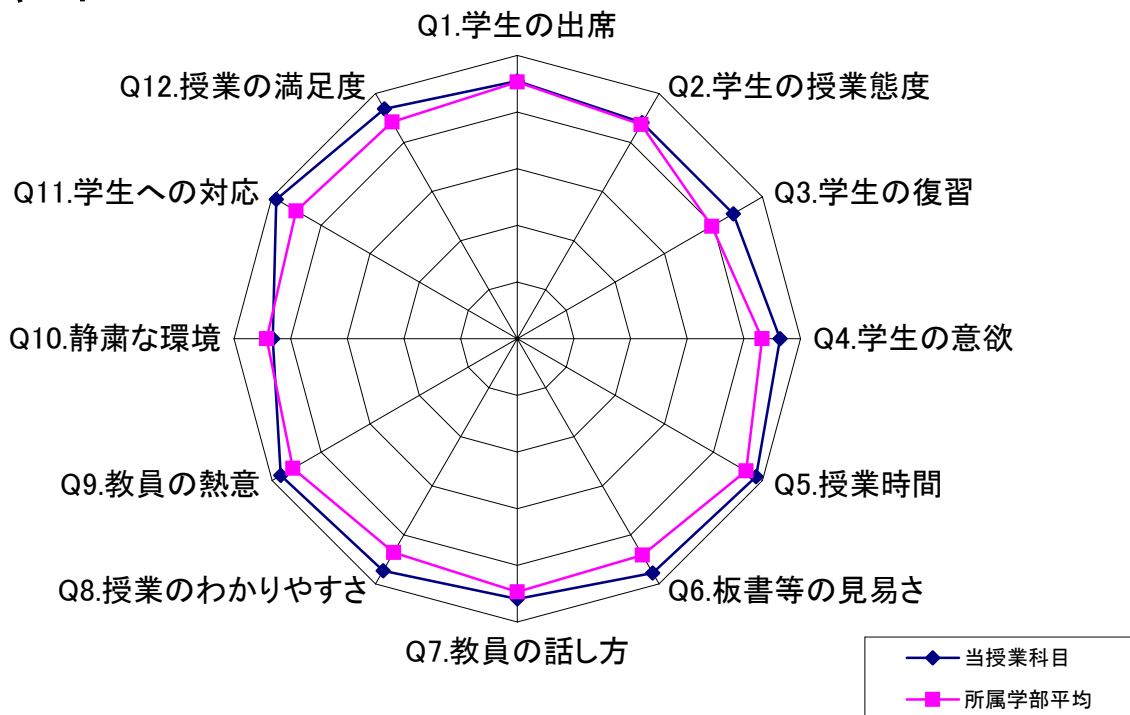 Q1.学生の出席
Q2.学生の授業態度
Q3.学生の復習
Q4.学生の意欲
Q5.授業時間
Q6.板書等の見易さ
Q7.教員の話し方
Q8.授業のわかりやすさ
Q9.教員の熱意
Q10.静粛な環境
Q11.学生への対応
Q12.授業の満足度
当授業科目
所属学部平均